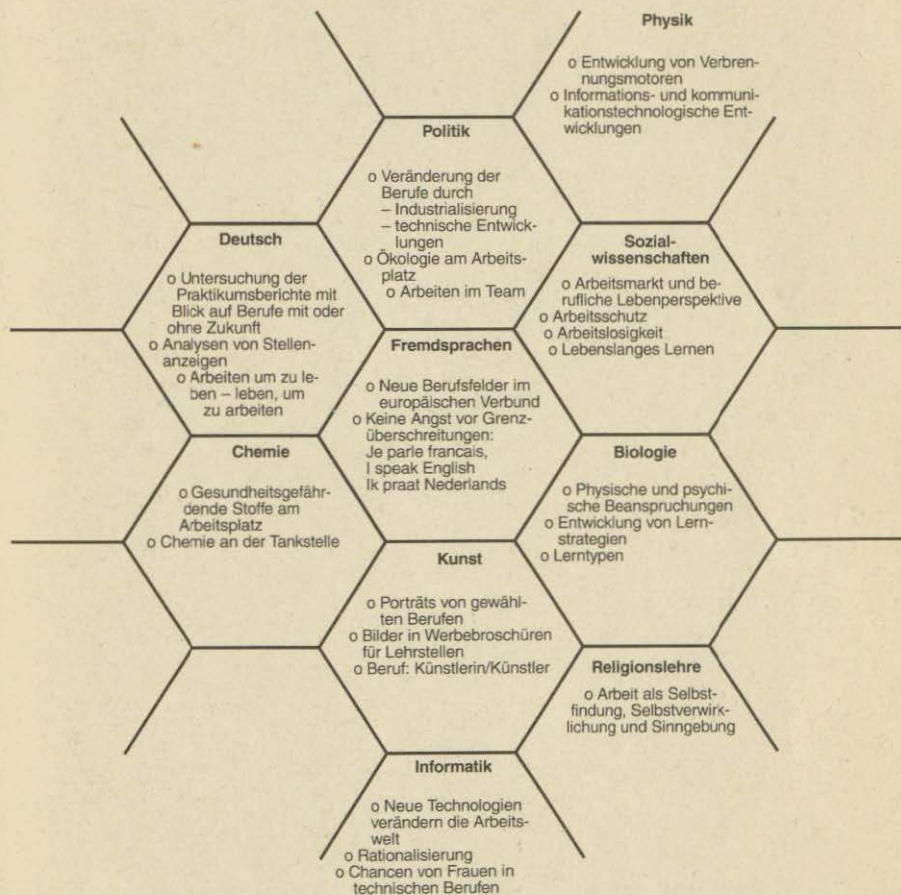 Physik
o Entwicklung von Verbren-
nungsmotoren
o Informations- und kommuni-
kationstechnologische Ent-
wicklungen
Politik
o Veränderung der
Berufe durch
– Industrialisierung
– technische Entwick-
lungen
o Ökologie am Arbeits-
platz
o Arbeiten im Team
Deutsch
o Untersuchung der
Praktikumsberichte mit
Blick auf Berufe mit oder
ohne Zukunft
o Analysen von Stellen-
anzeigen
o Arbeiten um zu le-
ben – leben, um
zu arbeiten
Sozial-
wissenschaften
o Arbeitsmarkt und be-
rufliche Lebenperspektive
o Arbeitsschutz
o Arbeitslosigkeit
o Lebenslanges Lernen
Fremdsprachen
o Neue Berufsfelder im
europäischen Verbund
o Keine Angst vor Grenz-
überschreitungen:
Je parle francais,
I speak English
Ik praat Nederlands
Chemie
o Gesundheitsgefähr-
dende Stoffe am
Arbeitsplatz
o Chemie an der Tankstelle
Biologie
o Physische und psychi-
sche Beanspruchungen
o Entwicklung von Lern-
strategien
o Lerntypen
Kunst
o Porträts von gewähl-
ten Berufen
o Bilder in Werbebroschüren
für Lehrstellen
o Beruf: Künstlerin/Künstler
Religionslehre
o Arbeit als Selbst-
findung, Selbstverwirk-
lichung und Sinngebung
Informatik
o Neue Technologien
verändern die Arbeits-
welt
o Rationalisierung
o Chancen von Frauen in
technischen Berufen